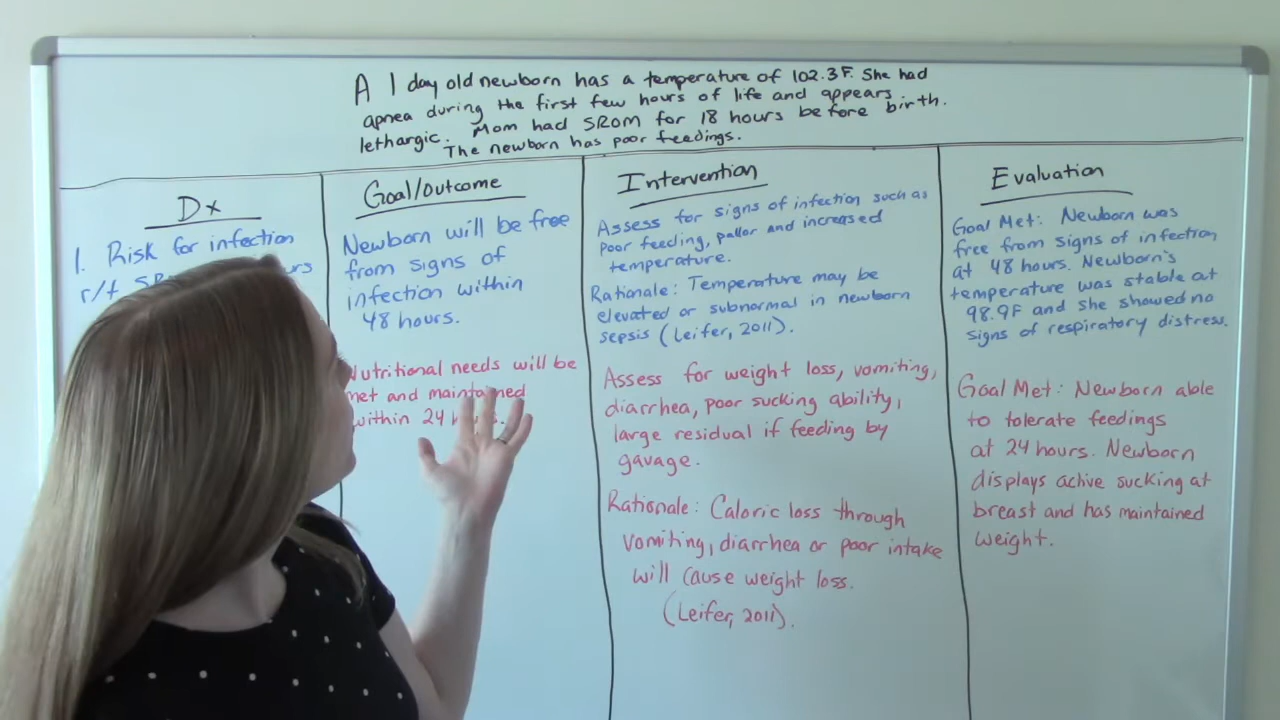 A 1 day old newborn has a temperature of 102.3F. She had
apnea during the first few hours of life and appears
lethargic. Mom had SROM for 18 hours before birth.
The newborn has poor feedings.
Dx
1. Risk for infection
r/t
Goal/outcome
Newborn will be free
from signs of
infection within
48 hours.
Nutritional needs will be
met and maintained
within 24
Intervention
Assess for signs of infection such as
poor feeding, pallor and increased
temperature.
Rationale: Temperature may be
elevated or subnormal in newborn
sepsis (Leifer, 2011).
Assess for weight loss, vomiting,
diarrhea, poor sucking ability,
large residual if feeding by
gavage.
Rationale: Caloric loss through
vomiting, diarrhea or poor intake
will cause weight loss.
(Leifer, 2011).
Evaluation
Goal Met: Newborn was
free from signs of infection
at 48 hours. Newborn's
temperature was stable at
98.9F and she showed no
signs of respiratory distress.
Goal Met: Newborn able
to tolerate feedings
at 24 hours. Newborn
displays active sucking at
breast and has maintained
weight.